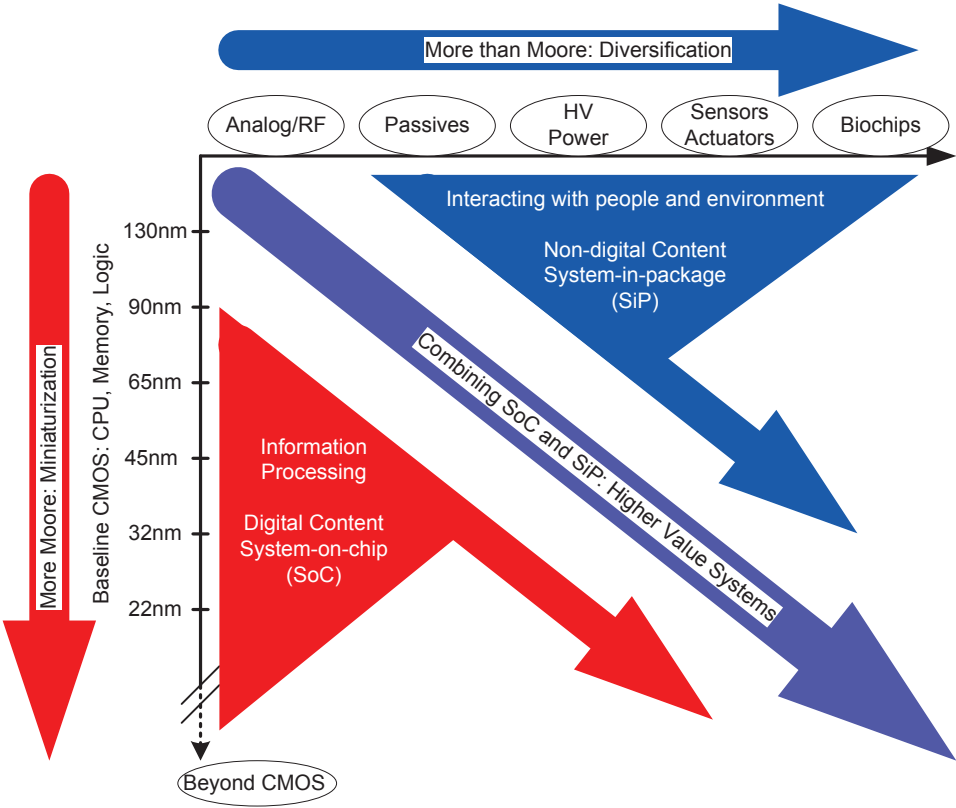 More than Moore: Diversification
Analog/RF
Passives
HV
Power
Sensors
Actuators
Biochips
More Moore: Miniaturization
Baseline CMOS: CPU, Memory, Logic
130nm
90nm
65nm
45nm
32nm
22nm
Interacting with people and environment
Non-digital Content
System-in-package
(SiP)
Combining SoC and SiP: Higher Value Systems
Information
Processing
Digital Content
System-on-chip
(SoC)
Beyond CMOS